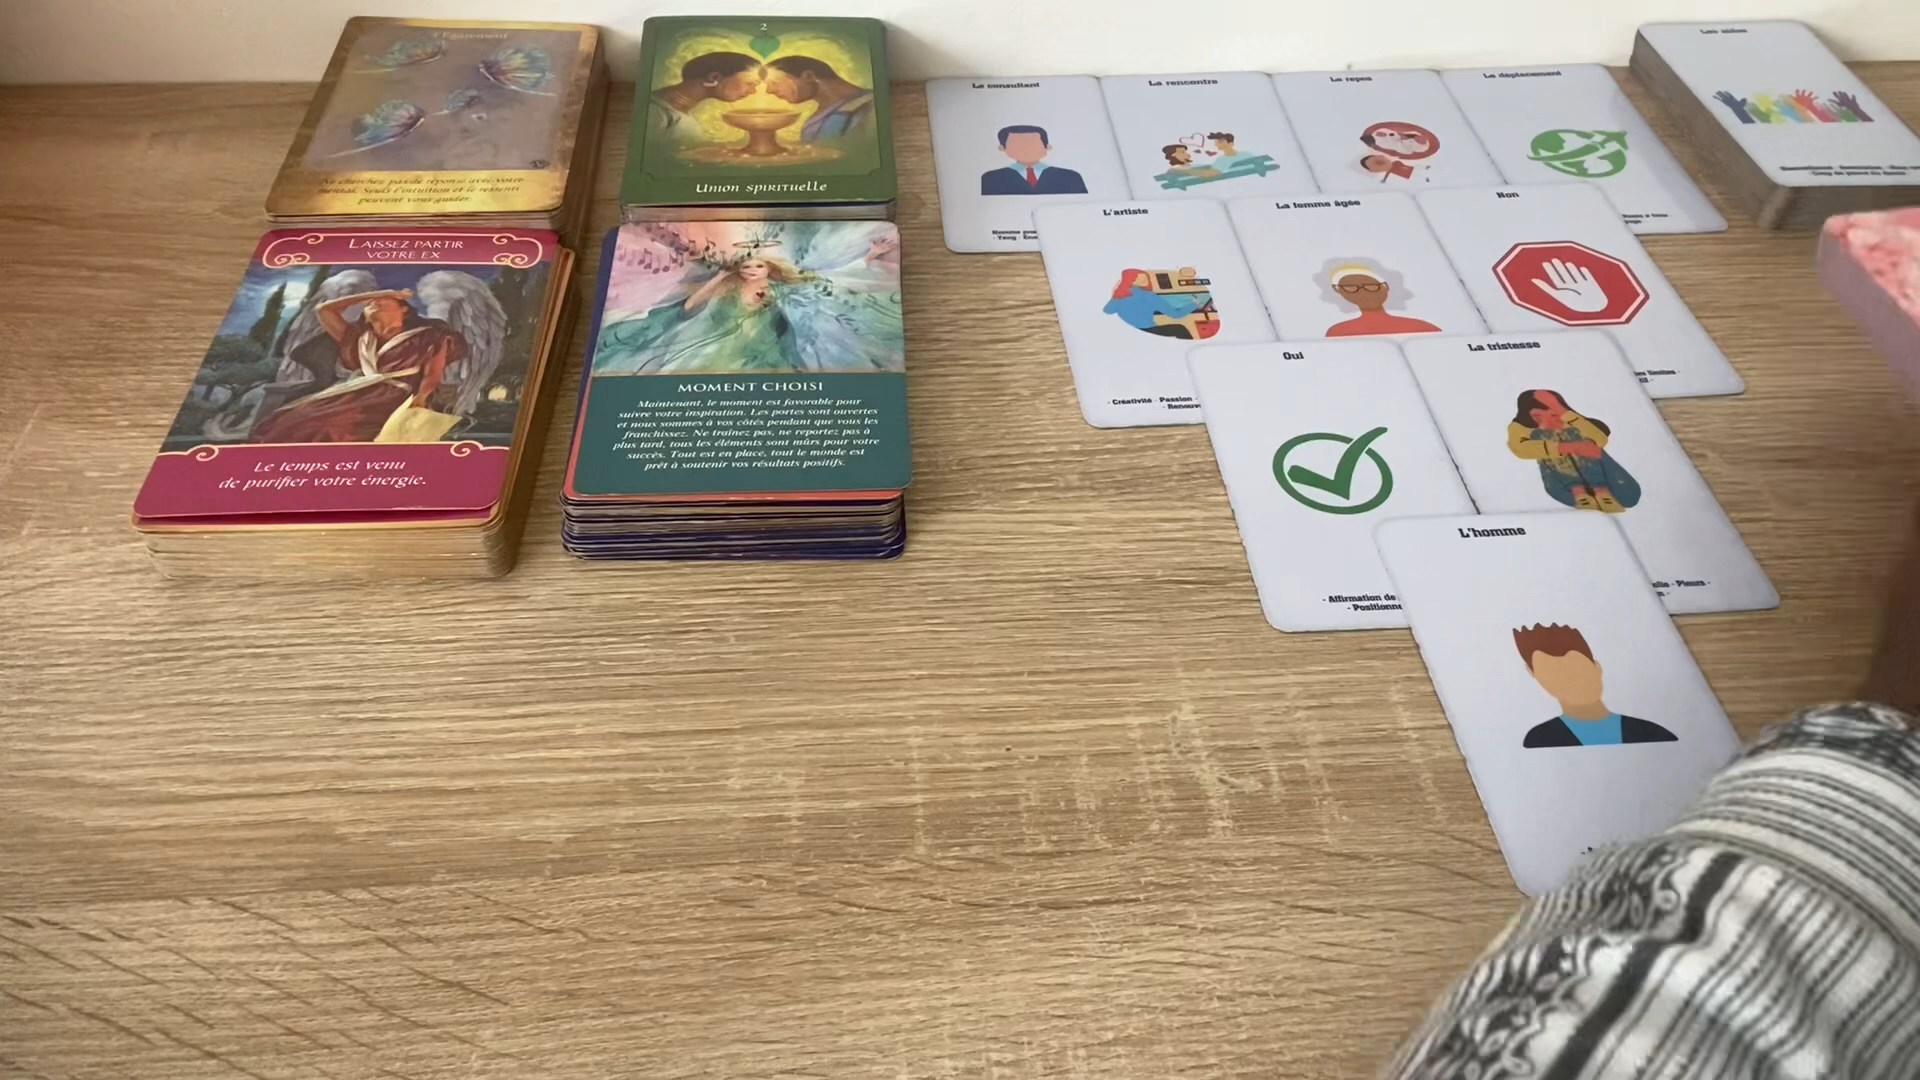 l'Egarement
Ne cherchez pas de réponse avec votre
mental. Seuls l'intuition et le ressenti
peuvent vous guider.
2
Union spirituelle
Laissez partir
votre ex
Le temps est venu
de purifier votre énergie.
MOMENT CHOISI
Maintenant, le moment est favorable pour
suivre votre inspiration. Les portes sont ouvertes
et nous sommes à vos côtés pendant que vous les
franchissez. Ne traînez pas, ne reportez pas à
plus tard, tous les éléments sont mûrs pour votre
succès. Tout est en place, tout le monde est
prêt à soutenir vos résultats positifs.
Le consultant
- Yang -
La rencontre
Le repos
Le déplacement
Les aides
L'artiste
- Créativité - Passion -
La femme âgée
Non
Oui
- Affirmation de
La tristesse
- Pleurs -
L'homme